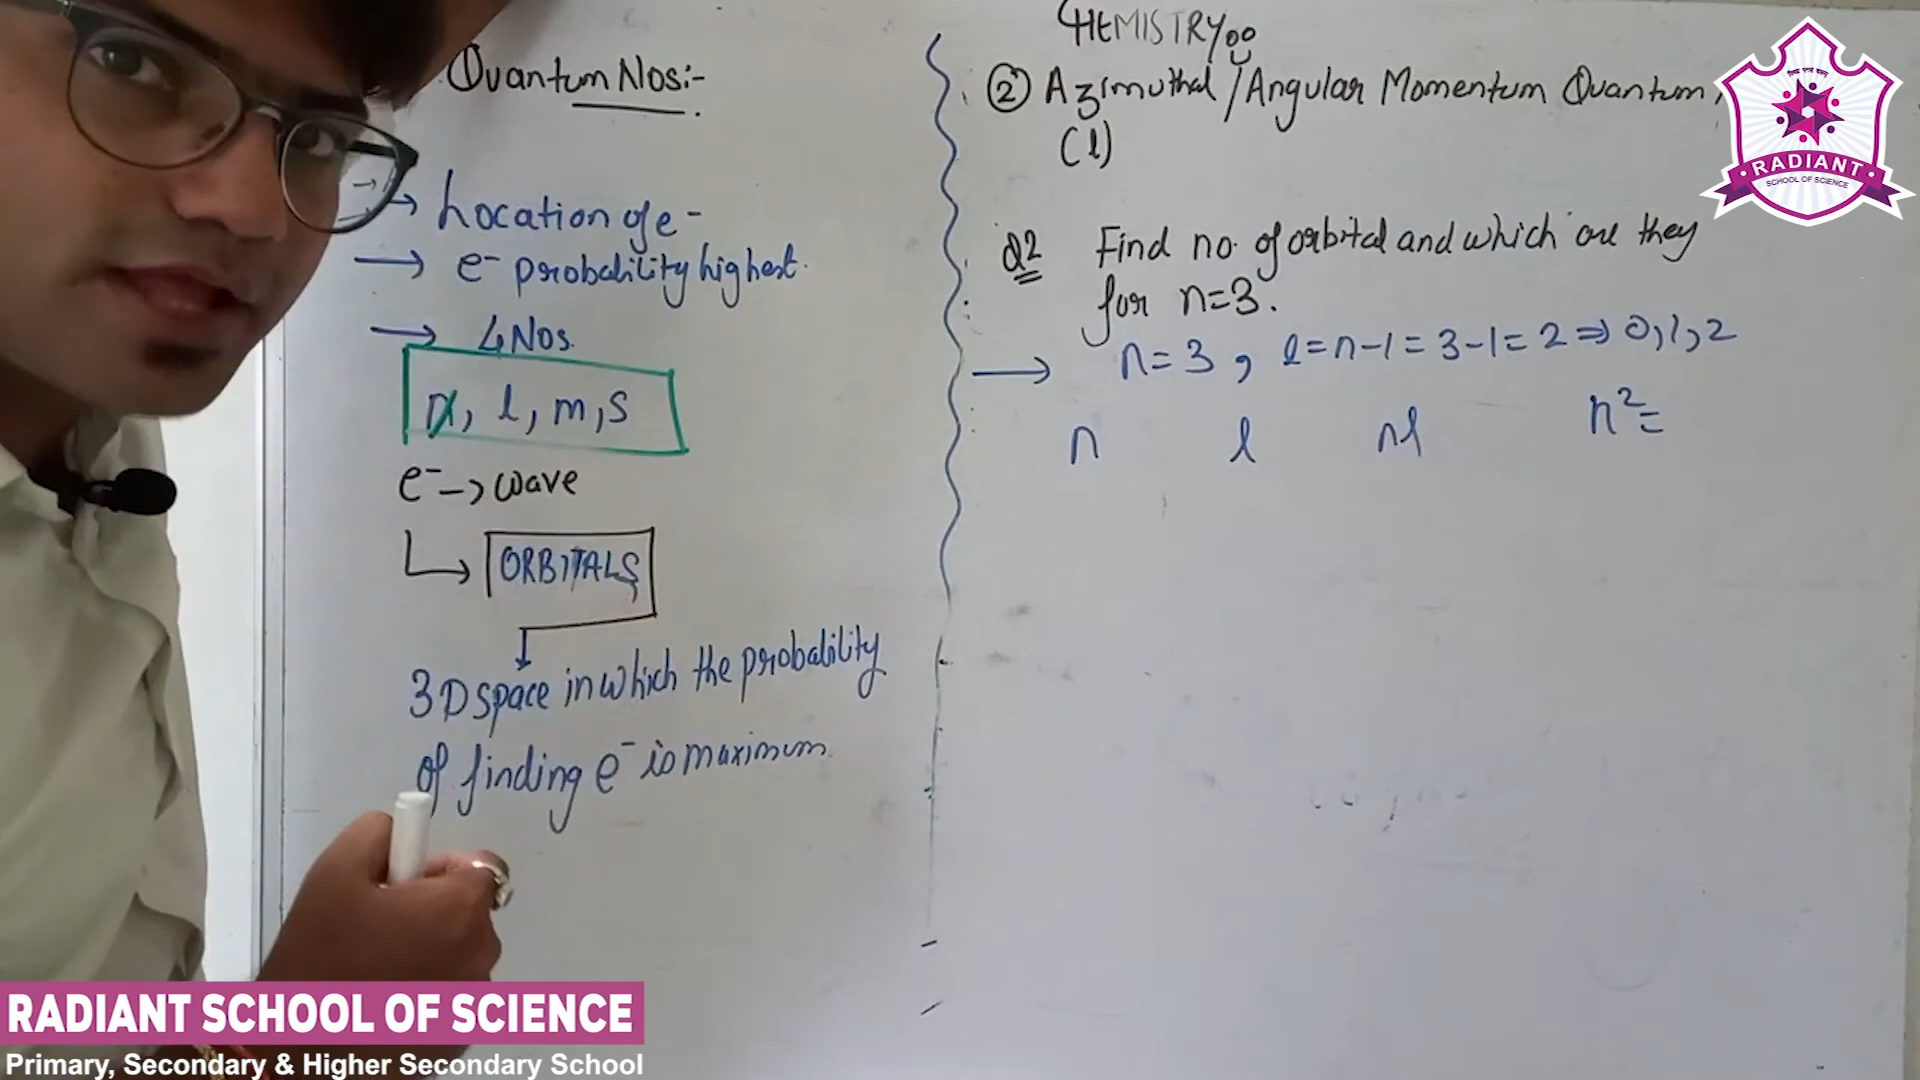 Quantum Nos:-
→ Location of e-
→ e- probability highest.
→ 4 Nos.
n, l, m, s
e- → wave
ORBITALS
3D space in which the probability
of finding e- is maximum.
CHEMISTRY
② Azimuthal/Angular Momentum Quantum
(l)
Q2 Find no. of orbital and which are they
for n=3.
→ n=3, l=n-1=3-1=2⇒0,1,2
n l nl n²=
RADIANT
SCHOOL OF SCIENCE
RADIANT SCHOOL OF SCIENCE
Primary, Secondary & Higher Secondary School